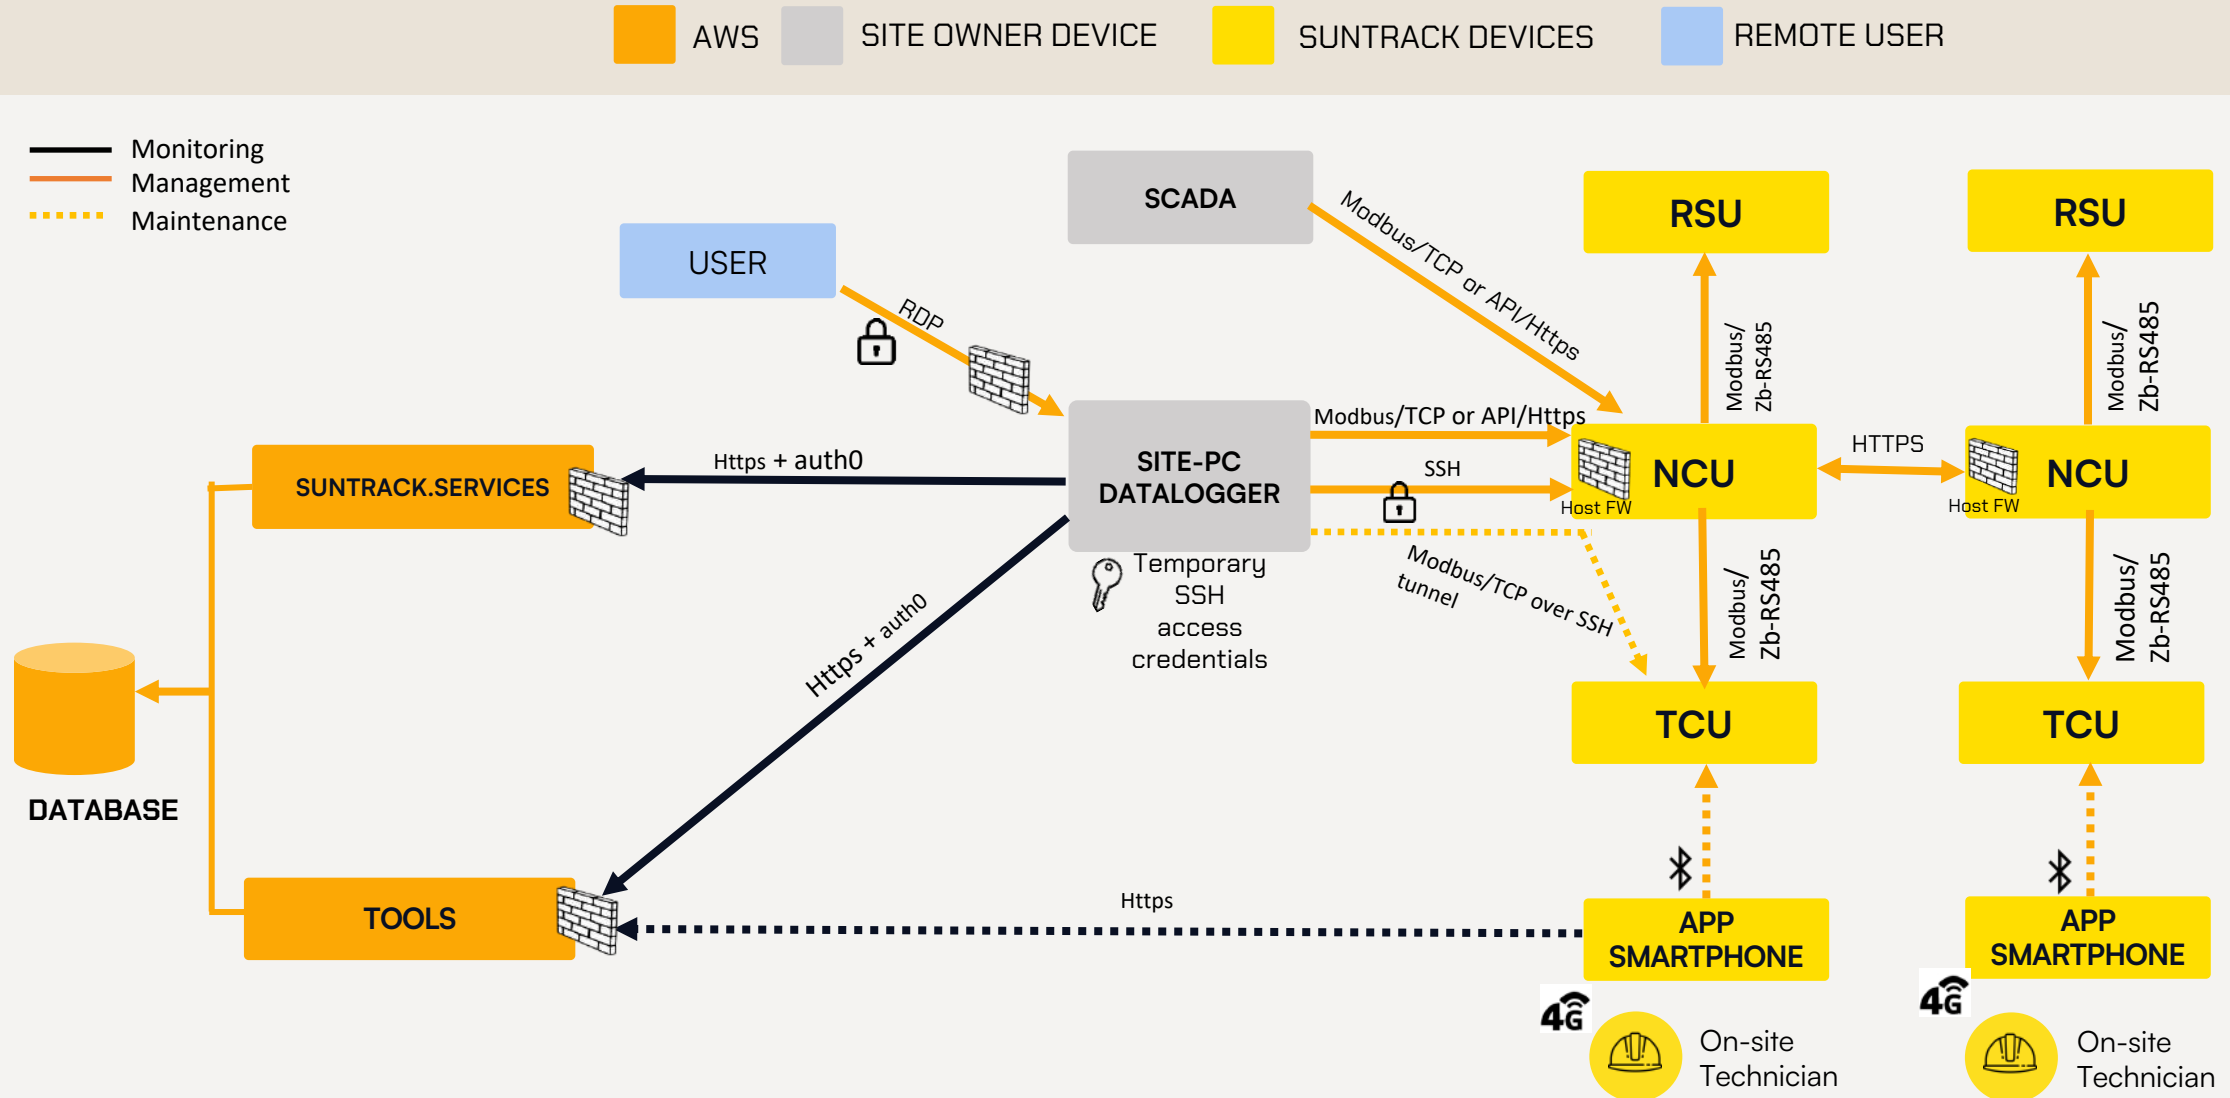 AWS
SITE OWNER DEVICE
SUNTRACK DEVICES
REMOTE USER
Monitoring
Management
Maintenance
SCADA
Modbus/TCP or API/Https
RSU
RSU
USER
RDP
Modbus/
Zb-RS485
Modbus/
Zb-RS485
SITE-PC
DATALOGGER
Modbus/TCP or API/Https
SSH
NCU
Host FW
HTTPS
NCU
Host FW
Https + auth0
SUNTRACK.SERVICES
Temporary
SSH
access
credentials
Modbus/TCP over SSH
tunnel
Modbus/
Zb-RS485
Modbus/
Zb-RS485
Https + auth0
TCU
TCU
DATABASE
TOOLS
Https
APP
SMARTPHONE
APP
SMARTPHONE
4G
4G
On-site
Technician
On-site
Technician